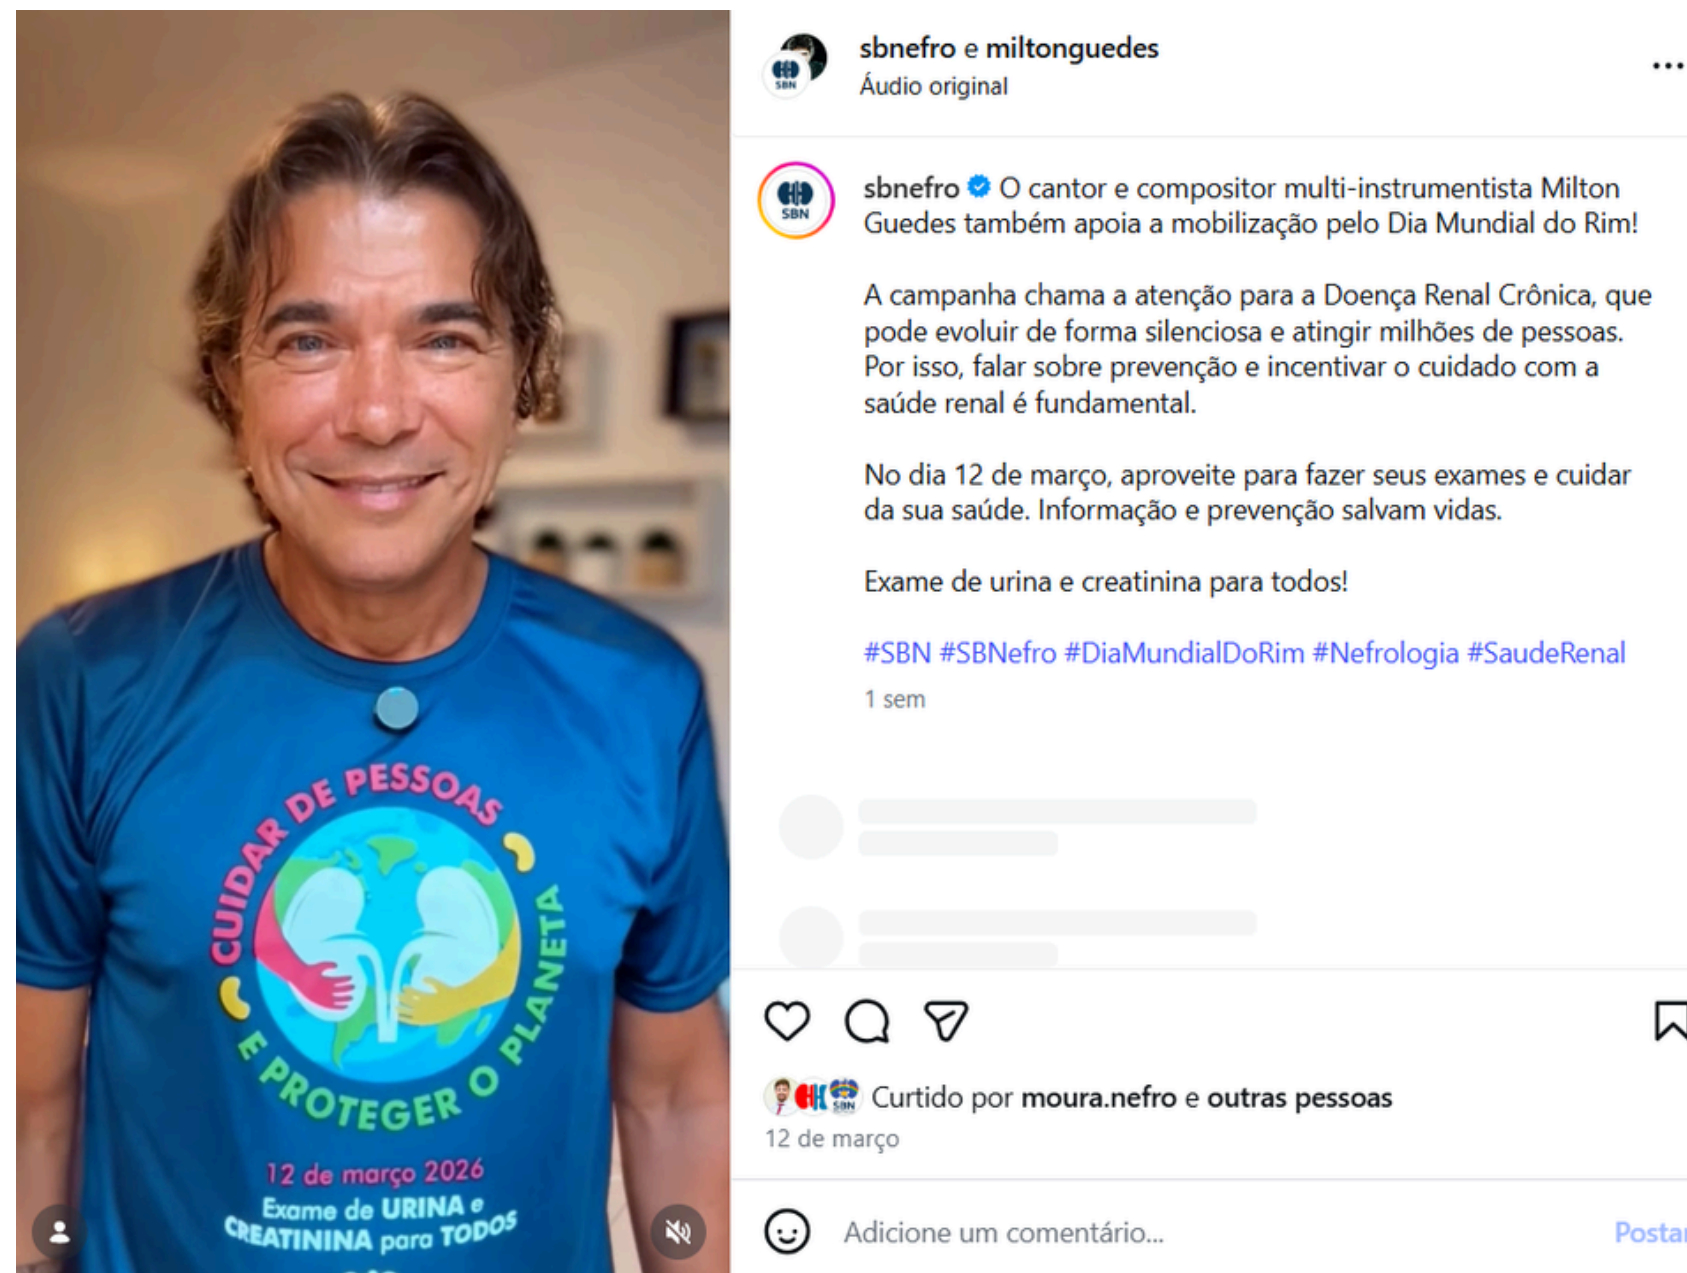 sbnefro e miltonguedes
Áudio original
SBN
sbnefro O cantor e compositor multi-instrumentista Milton
Guedes também apoia a mobilização pelo Dia Mundial do Rim!
SBN
A campanha chama a atenção para a Doença Renal Crônica, que
pode evoluir de forma silenciosa e atingir milhões de pessoas.
Por isso, falar sobre prevenção e incentivar o cuidado com a
saúde renal é fundamental.
No dia 12 de março, aproveite para fazer seus exames e cuidar
da sua saúde. Informação e prevenção salvam vidas.
Exame de urina e creatinina para todos!
#SBN #SBNefro #DiaMundialDoRim #Nefrologia #SaudeRenal
1 sem
CUIDAR DE PESSOAS
E PROTEGER O PLANETA
12 de março 2026
Exame de URINA e
CREATININA para TODOS
SBN
Curtido por moura.nefro e outras pessoas
12 de março
Adicione um comentário...
Postar